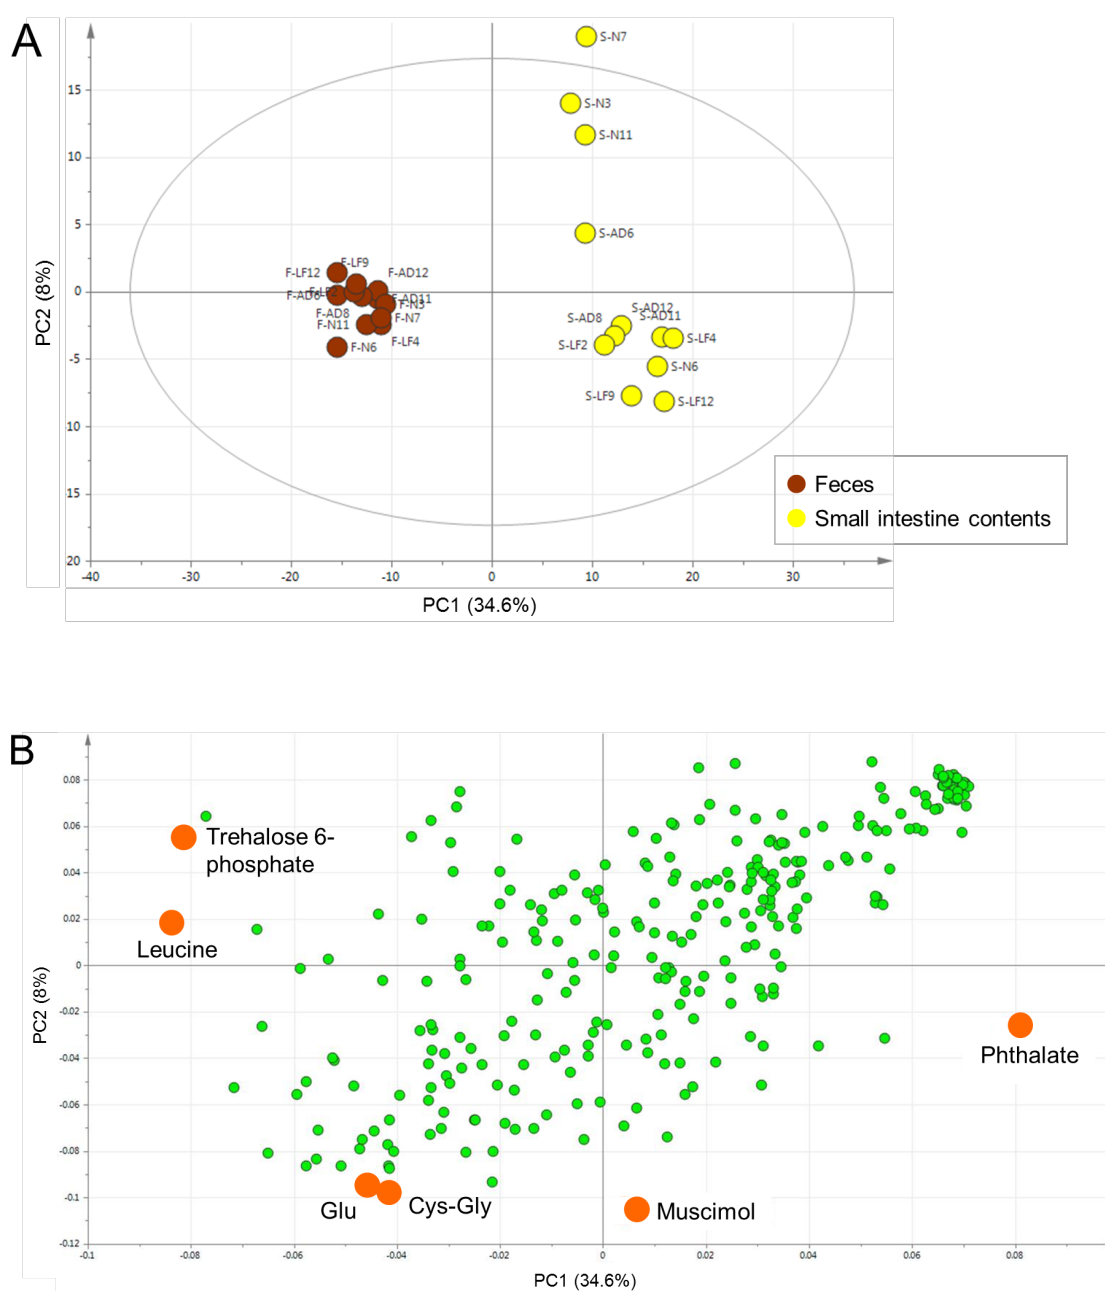 A
S-N7
15
S-N3
S-N11
10
5
S-AD6
F-LF9
F-LF12
F-AD12
0
F-AD6
F-AD11
F-N3
F-AD8
F-N7
F-N11
F-LF4
F-N6
S-AD12
S-AD8
S-AD11
S-LF2
S-LF4
-5
S-N6
S-LF9
S-LF12
10
15
20
PC2 (8%)
Feces
Small intestine contents
-40 -30 -20 -10 0 10 20 30
PC1 (34.6%)
B
0.08
0.06
Trehalose 6-
phosphate
0.04
0.02
Leucine
0
-0.02
Phthalate
-0.04
-0.06
-0.08
-0.1
Glu
Cys-Gly
Muscimol
-0.12
PC2 (8%)
-0.1 -0.08 -0.06 -0.04 -0.02 0 0.02 0.04 0.06 0.08
PC1 (34.6%)